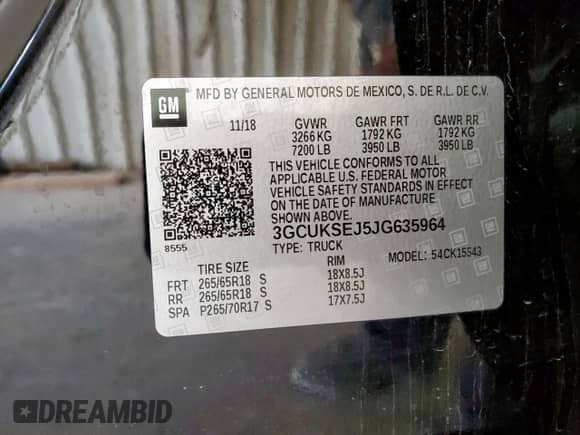 GM
MFD BY GENERAL MOTORS DE MEXICO, S. DE R.L. DE C.V.
11/18 GVWR GAWR FRT GAWR RR
3266 KG 1792 KG 1792 KG
7200 LB 3950 LB 3950 LB
THIS VEHICLE CONFORMS TO ALL
APPLICABLE U.S. FEDERAL MOTOR
VEHICLE SAFETY STANDARDS IN EFFECT
ON THE DATE OF MANUFACTURE
SHOWN ABOVE.
8555
3GCUKSEJ5JG635964
TYPE: TRUCK MODEL: 54CK15543
TIRE SIZE RIM
FRT 265/65R18 S 18X8.5J
RR 265/65R18 S 18X8.5J
SPA P265/70R17 S 17X7.5J
DREAMBID